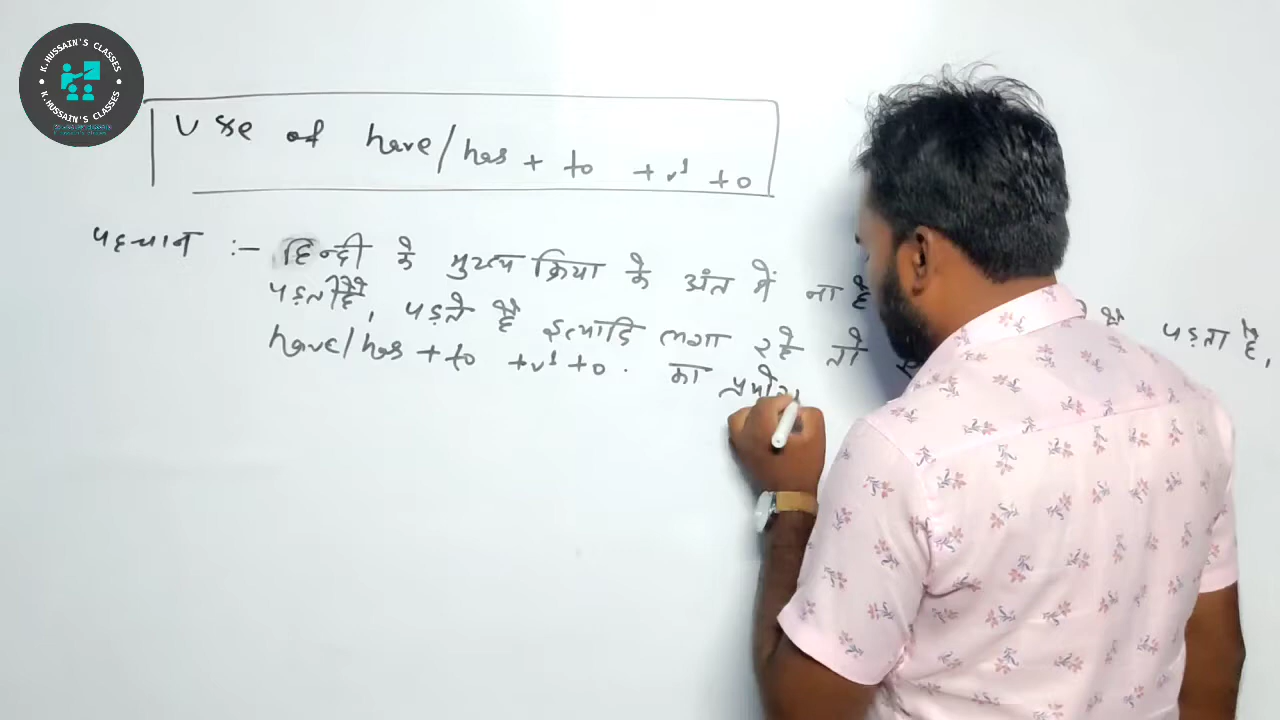 K.HUSSAIN'S CLASSES
K.HUSSAIN'S CLASSES
Use of have/has + to + v¹ + o
पहचान :- हिन्दी के मुख्य क्रिया के अंत में ना है
पड़ता है,
पड़ती है, पड़ते है इत्यादि लगा रहे तो
have/has + to + v¹ + o. का प्रयोग